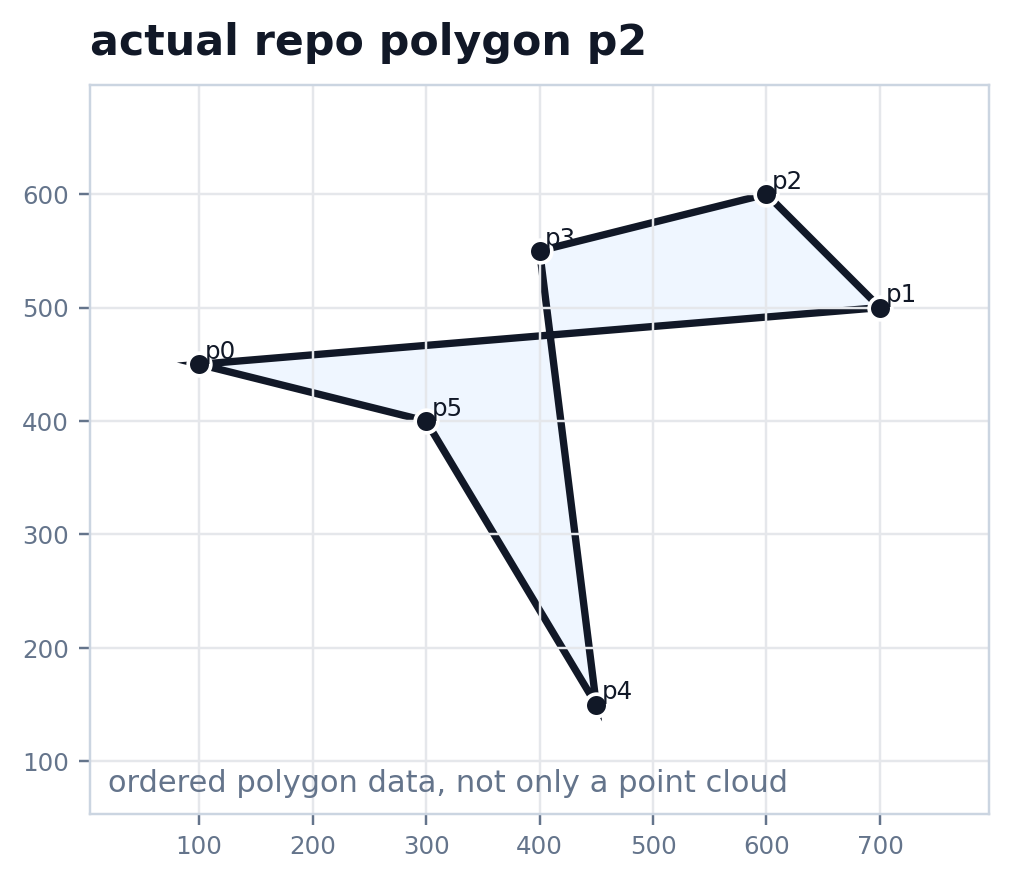 actual repo polygon p2
600
p2
p3
500
p1
p0
400
p5
300
200
p4
100
ordered polygon data, not only a point cloud
100 200 300 400 500 600 700